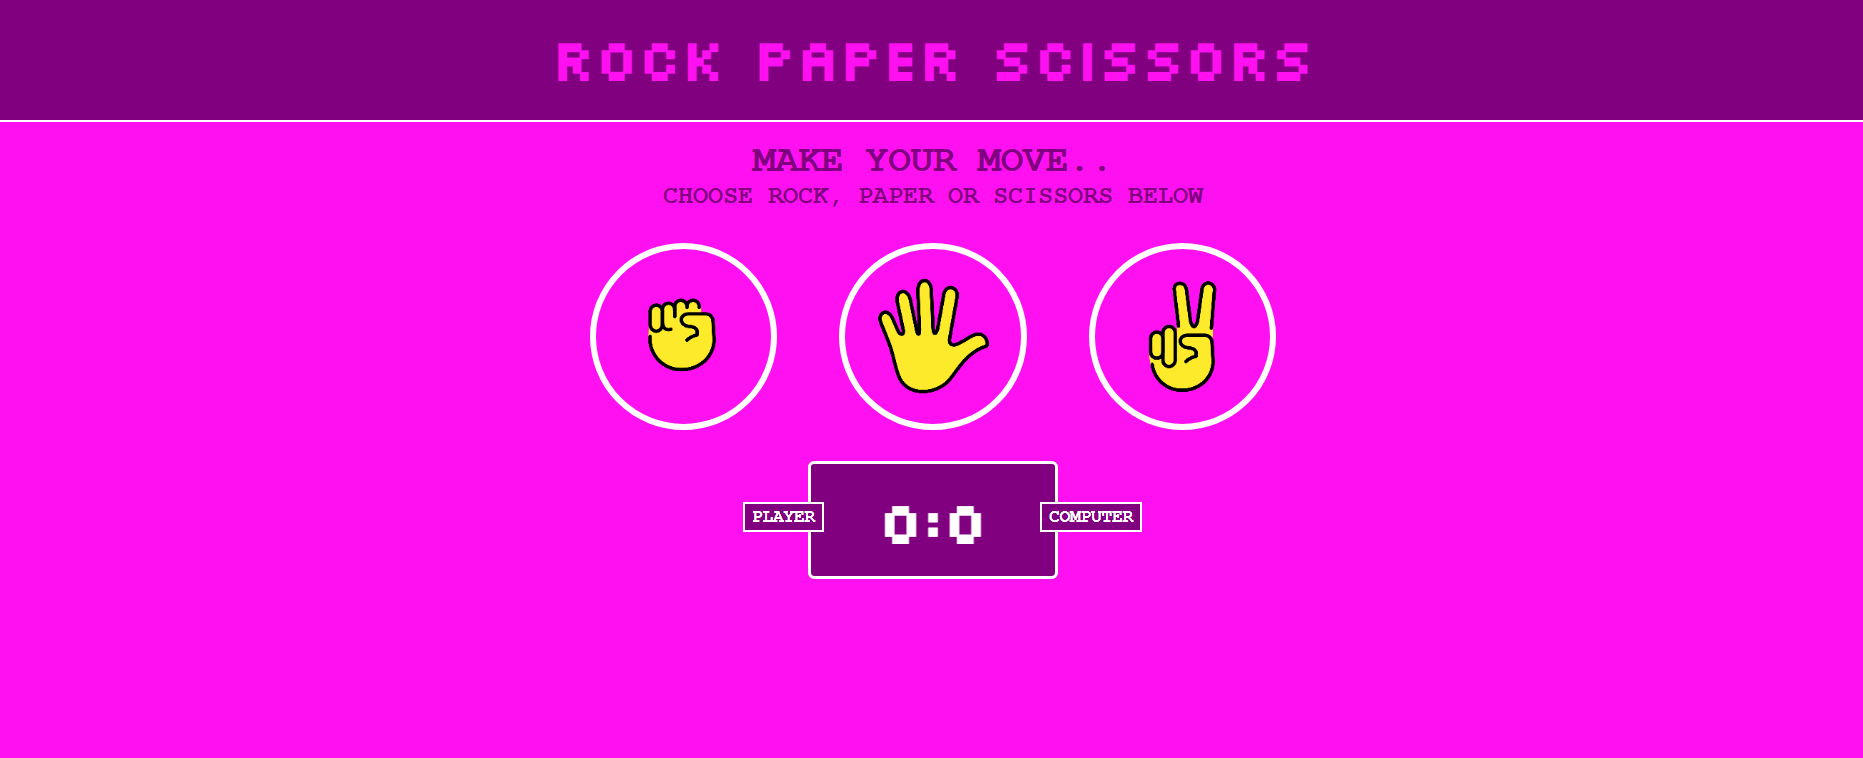 ROCK PAPER SCISSORS
MAKE YOUR MOVE..
CHOOSE ROCK, PAPER OR SCISSORS BELOW
PLAYER
0:0
COMPUTER